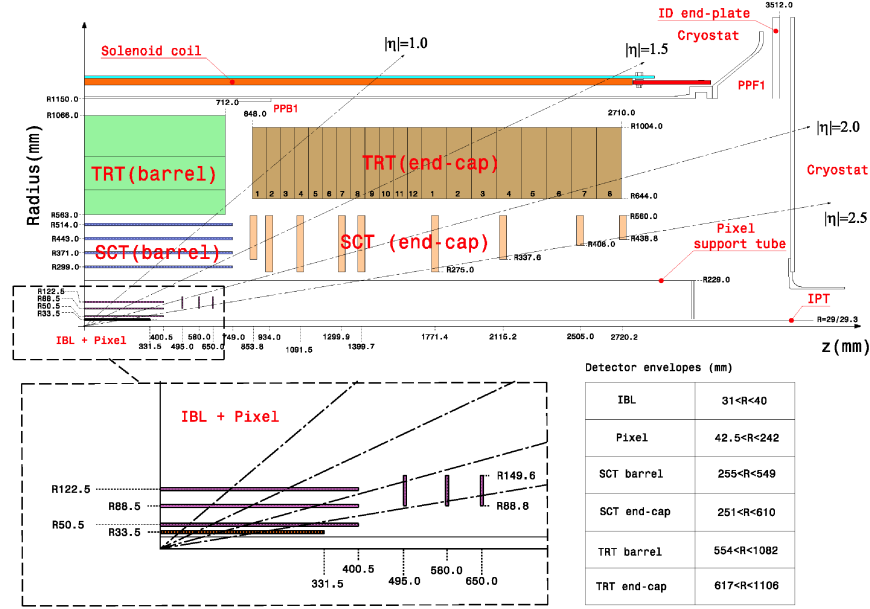 3512.0
ID end-plate
Cryostat
|η|=1.0
|η|=1.5
Solenoid coil
PPF1
R1150.0
712.0
PPB1
848.0
2710.0
R1066.0
R1004.0
|η|=2.0
TRT(barrel)
TRT(end-cap)
Cryostat
Radius(mm)
1 2 3 4 5 6 7 8 9 10 11 12 1 2 3 4 5 6 7 8
R644.0
R563.0
R560.0
|η|=2.5
R514.0
R443.0
SCT(barrel)
SCT (end-cap)
R438.8
R408.0
Pixel
support tube
R371.0
R337.6
R299.0
R275.0
R229.0
R122.5
R88.5
R50.5
R33.5
IPT
R=29/29.3
IBL + Pixel
400.5 580.0 749.0 934.0 1299.9 1771.4 2115.2 2505.0 2720.2
331.5 495.0 650.0 853.8 1091.5 1399.7
z(mm)
IBL + Pixel
R122.5
R149.6
R88.5
R88.8
R50.5
R33.5
400.5 580.0
331.5 495.0 650.0
Detector envelopes (mm)
IBL 31<R<40
Pixel 42.5<R<242
SCT barrel 255<R<549
SCT end-cap 251<R<610
TRT barrel 554<R<1082
TRT end-cap 617<R<1106